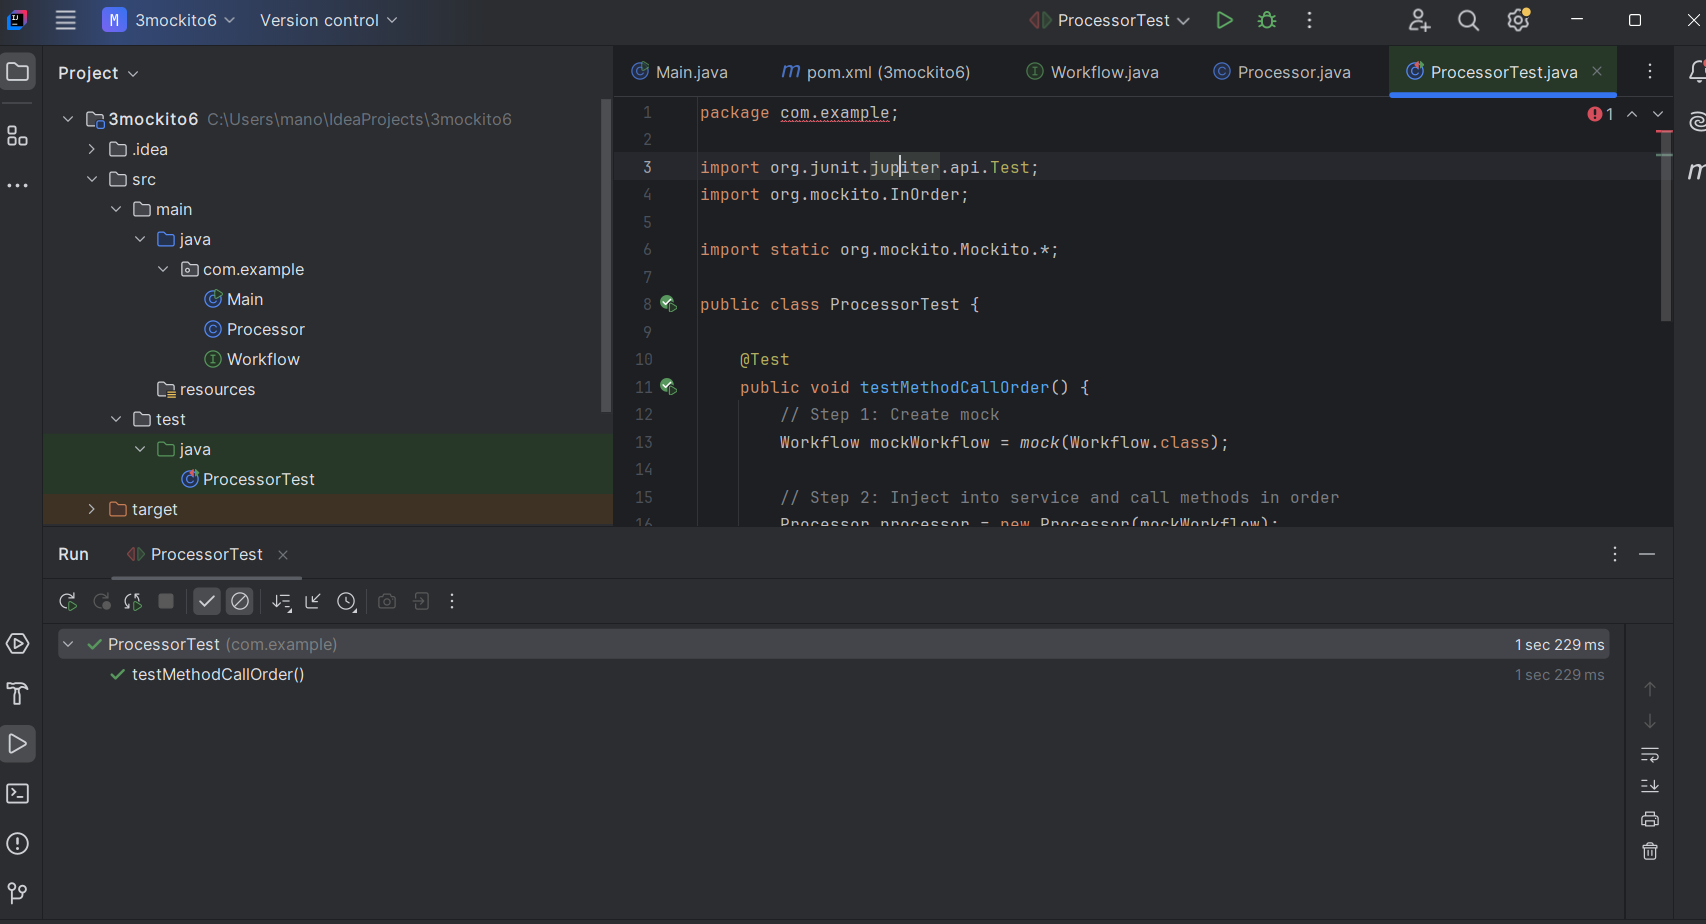 M 3mockito6 Version control ProcessorTest
Project
Main.java pom.xml (3mockito6) Workflow.java Processor.java ProcessorTest.java
3mockito6 C:\Users\mano\IdeaProjects\3mockito6
.idea
src
main
java
com.example
Main
Processor
Workflow
resources
test
java
ProcessorTest
target
1 package com.example;
1
2
3 import org.junit.jupiter.api.Test;
4 import org.mockito.InOrder;
5
6 import static org.mockito.Mockito.*;
7
8 public class ProcessorTest {
9
10 @Test
11 public void testMethodCallOrder() {
12 // Step 1: Create mock
13 Workflow mockWorkflow = mock(Workflow.class);
14
15 // Step 2: Inject into service and call methods in order
16 Processor processor = new Processor(mockWorkflow);
Run ProcessorTest
ProcessorTest (com.example) 1 sec 229 ms
testMethodCallOrder() 1 sec 229 ms